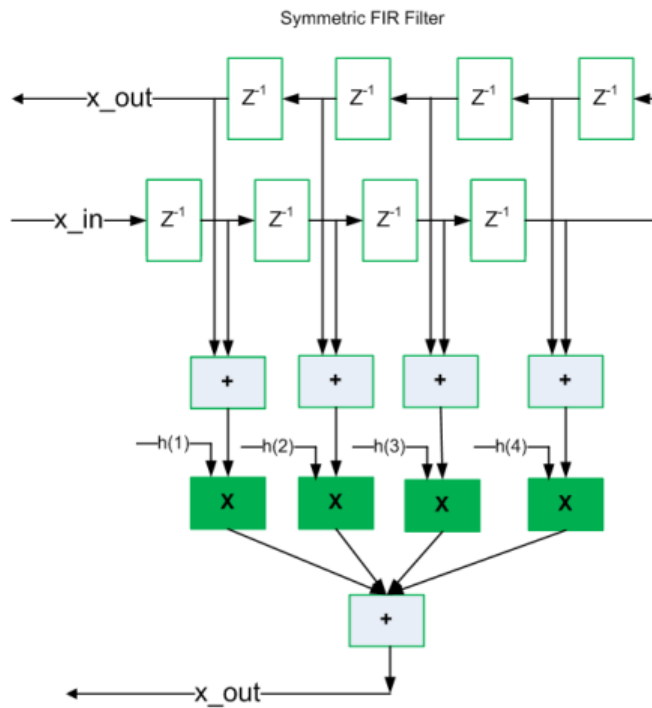 Symmetric FIR Filter
x_out Z⁻¹ Z⁻¹ Z⁻¹ Z⁻¹
x_in Z⁻¹ Z⁻¹ Z⁻¹ Z⁻¹
+ + + +
h(1) h(2) h(3) h(4)
X X X X
+
x_out